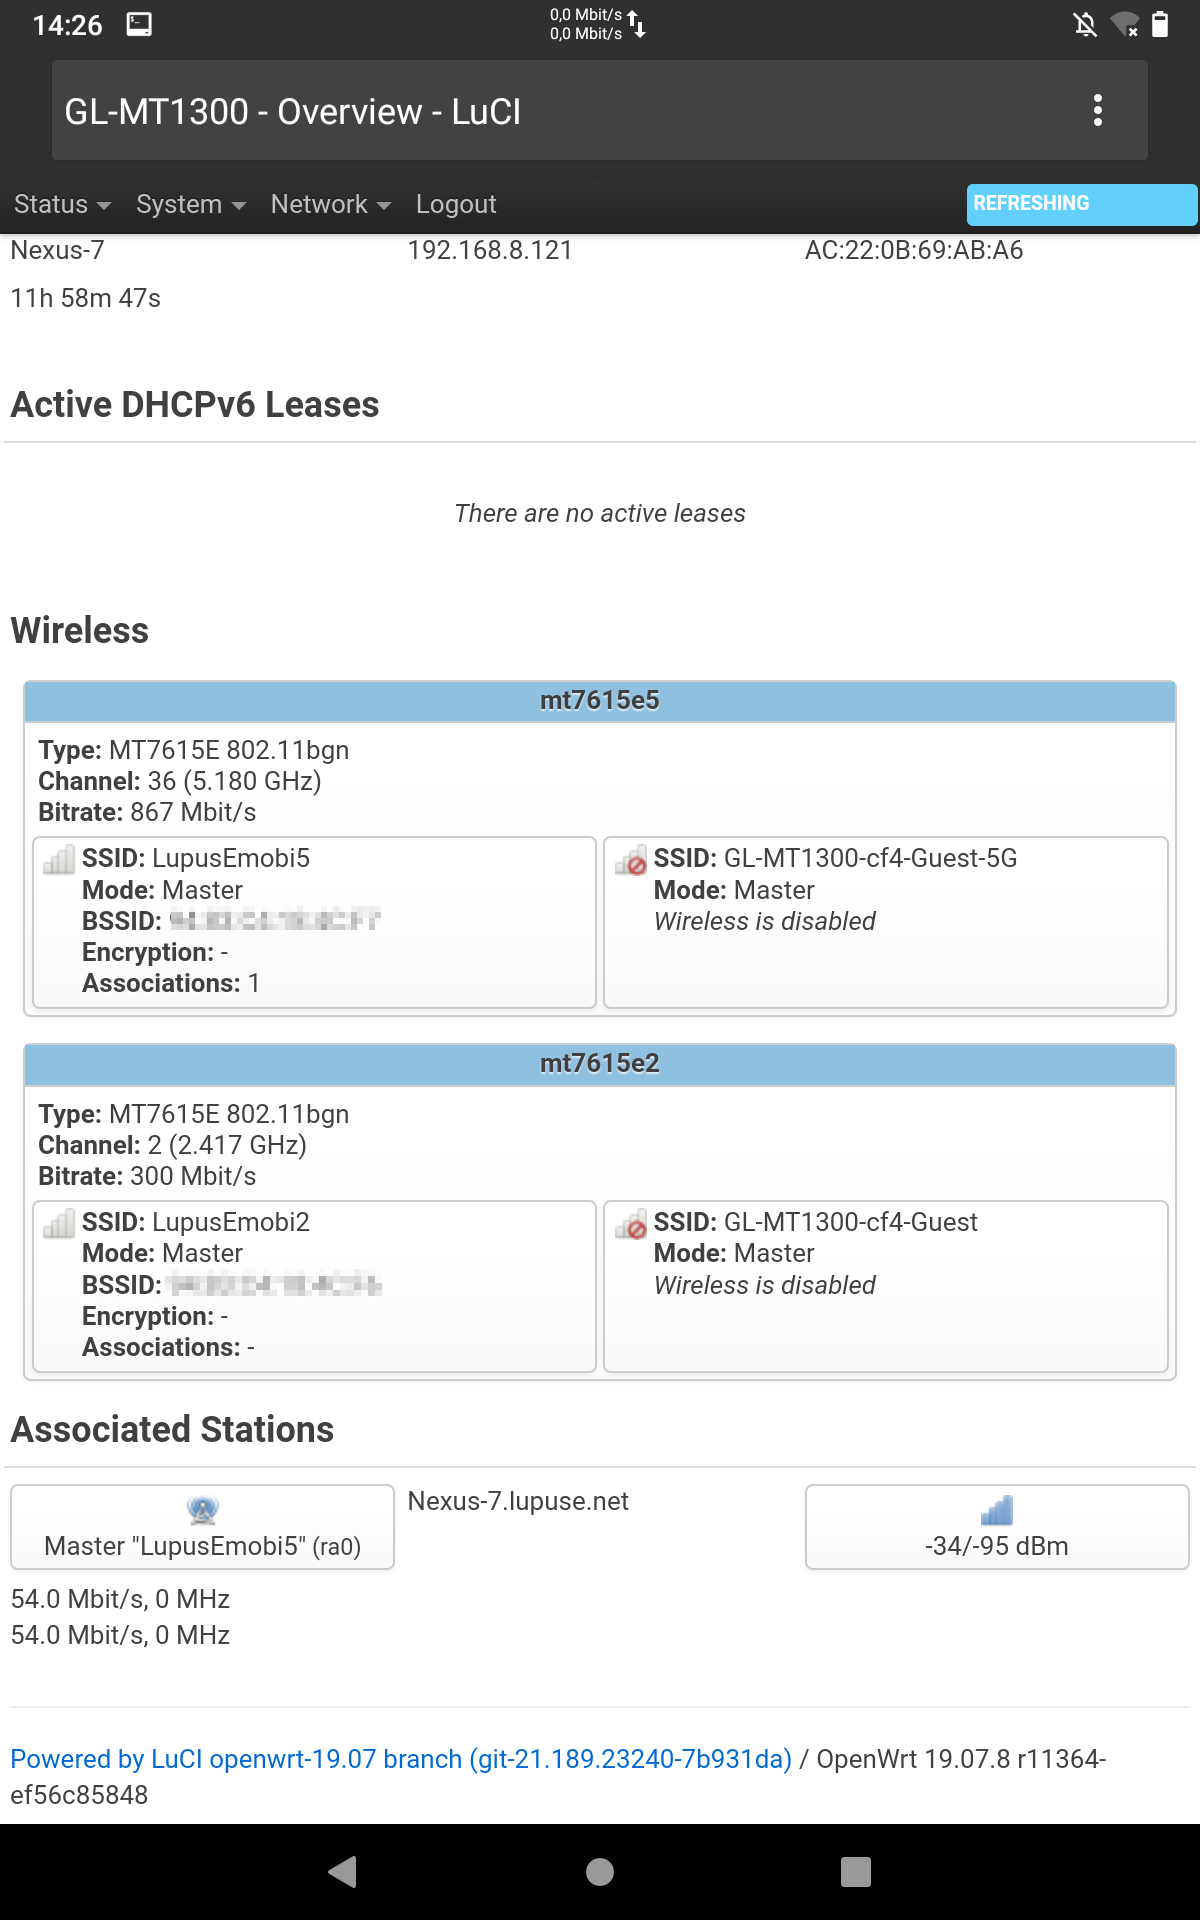 14:26
0,0 Mbit/s
0,0 Mbit/s
GL-MT1300 - Overview - LuCI
Status System Network Logout REFRESHING
Nexus-7 192.168.8.121 AC:22:0B:69:AB:A6
11h 58m 47s
Active DHCPv6 Leases
There are no active leases
Wireless
mt7615e5
Type: MT7615E 802.11bgn
Channel: 36 (5.180 GHz)
Bitrate: 867 Mbit/s
SSID: LupusEmobi5
Mode: Master
BSSID:
Encryption: -
Associations: 1
SSID: GL-MT1300-cf4-Guest-5G
Mode: Master
Wireless is disabled
mt7615e2
Type: MT7615E 802.11bgn
Channel: 2 (2.417 GHz)
Bitrate: 300 Mbit/s
SSID: LupusEmobi2
Mode: Master
BSSID:
Encryption: -
Associations: -
SSID: GL-MT1300-cf4-Guest
Mode: Master
Wireless is disabled
Associated Stations
Master "LupusEmobi5" (ra0)
Nexus-7.lupuse.net
-34/-95 dBm
54.0 Mbit/s, 0 MHz
54.0 Mbit/s, 0 MHz
Powered by LuCI openwrt-19.07 branch (git-21.189.23240-7b931da) / OpenWrt 19.07.8 r11364-
ef56c85848